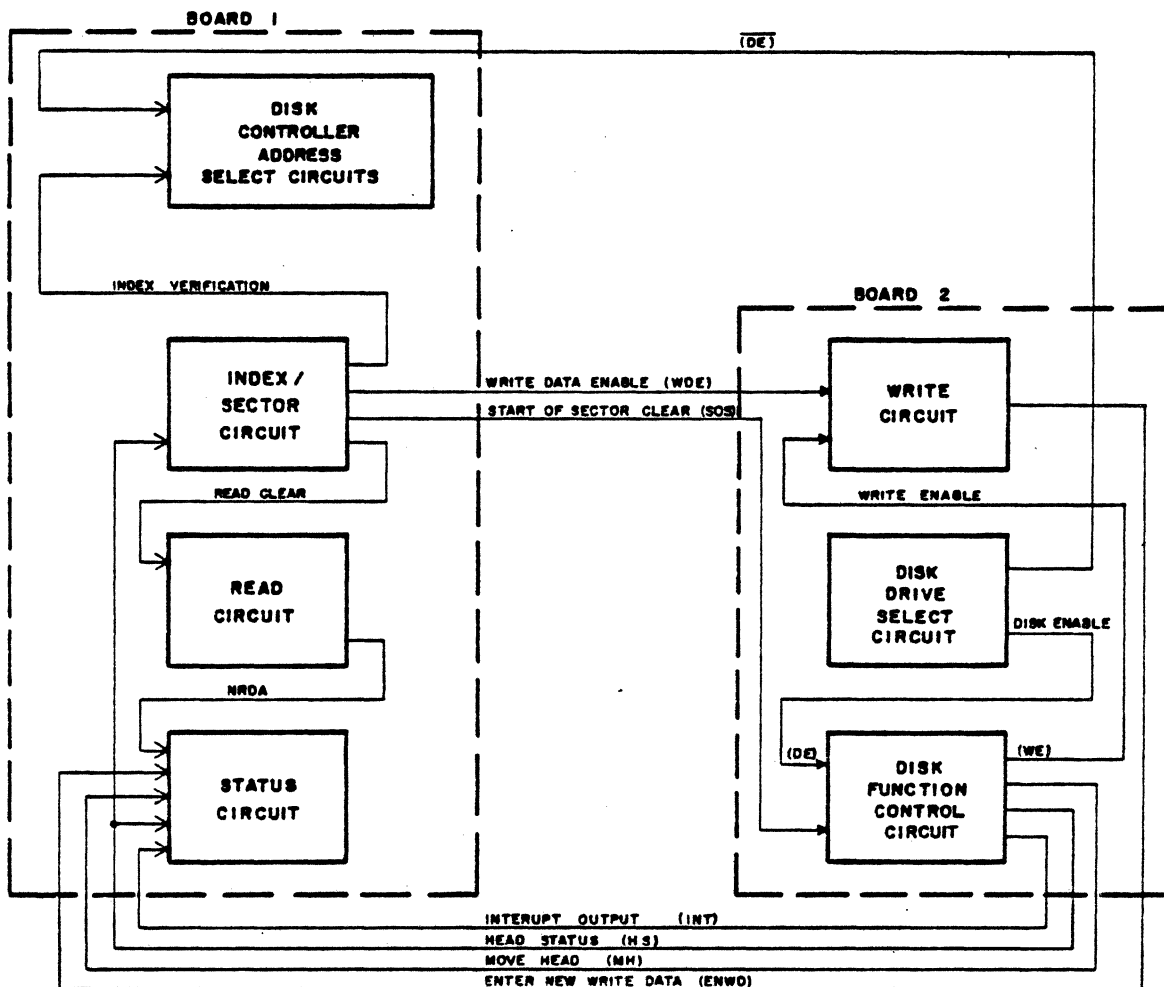 BOARD 1
(DE)
DISK
CONTROLLER
ADDRESS
SELECT CIRCUITS
INDEX VERIFICATION
BOARD 2
INDEX/
SECTOR
CIRCUIT
WRITE DATA ENABLE (WDE)
START OF SECTOR CLEAR (SOS)
WRITE
CIRCUIT
READ CLEAR
WRITE ENABLE
READ
CIRCUIT
DISK
DRIVE
SELECT
CIRCUIT
DISK ENABLE
NRDA
STATUS
CIRCUIT
(DE)
(WE)
DISK
FUNCTION
CONTROL
CIRCUIT
INTERUPT OUTPUT (INT)
HEAD STATUS (HS)
MOVE HEAD (MH)
ENTER NEW WRITE DATA (ENWD)